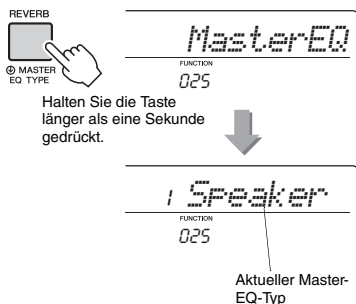 REVERB
MasterEQ
MASTER
EQ TYPE
FUNCTION
025
Halten Sie die Taste
länger als eine Sekunde
gedrückt.
1 Speaker
FUNCTION
025
Aktueller Master-
EQ-Typ